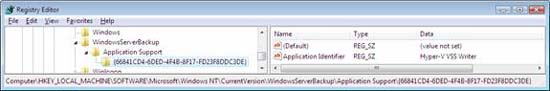 Registry Editor
File Edit View Favorites Help
Windows
WindowsServerBackup
Application Support
{66841CD4-6DED-4F4B-8F17-FD23F8DDC3DE}
Winlogon
Name Type Data
(Default) REG_SZ (value not set)
Application Identifier REG_SZ Hyper-V VSS Writer
Computer\HKEY_LOCAL_MACHINE\SOFTWARE\Microsoft\Windows NT\CurrentVersion\WindowsServerBackup\Application Support\{66841CD4-6DED-4F4B-8F17-FD23F8DDC3DE}